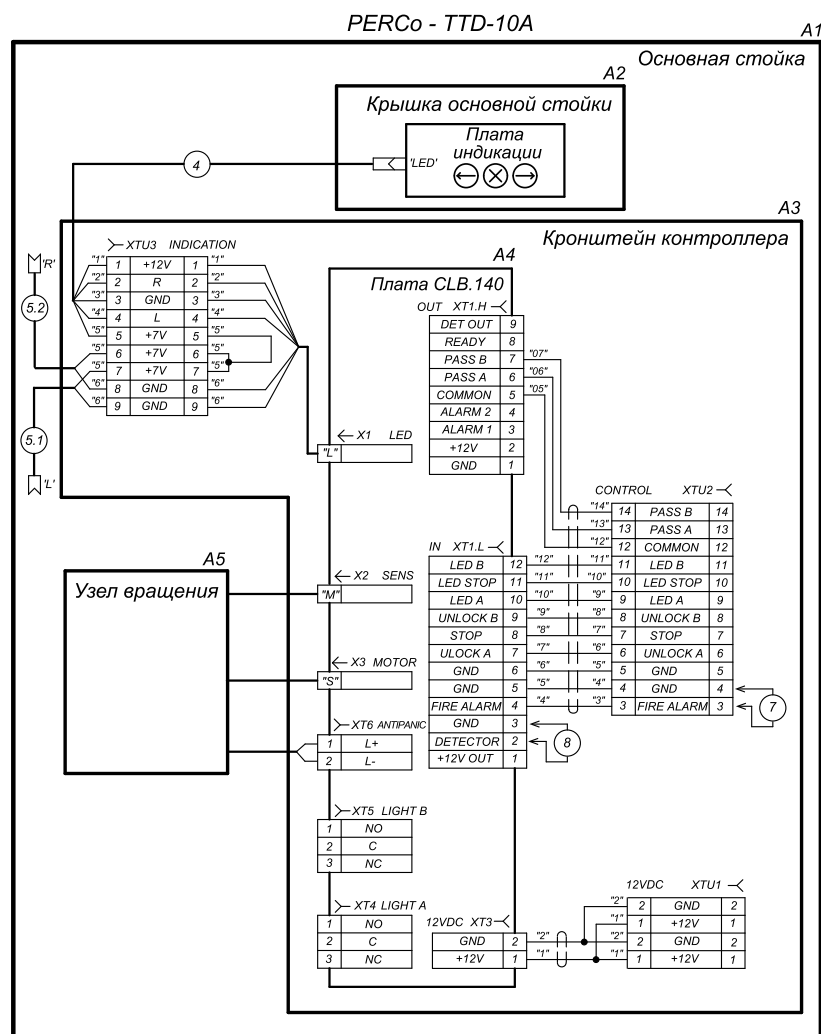 PERCo - TTD-10A
A1
Основная стойка
A2
Крышка основной стойки
Плата
индикации
'LED'
4
A3
Кронштейн контроллера
XTU3 INDICATION
"1" 1 +12V 1 "1"
"2" 2 R 2 "2"
"3" 3 GND 3 "3"
"4" 4 L 4 "4"
"5" 5 +7V 5 "5"
"5" 6 +7V 6 "5"
"5" 7 +7V 7 "5"
"6" 8 GND 8 "6"
"6" 9 GND 9 "6"
'R'
5.2
5.1
'L'
A4
Плата CLB.140
OUT XT1.H
DET OUT 9
READY 8
PASS B 7 "07"
PASS A 6 "06"
COMMON 5 "05"
ALARM 2 4
ALARM 1 3
+12V 2
GND 1
X1 LED
"L"
CONTROL XTU2
"14" 14 PASS B 14
"13" 13 PASS A 13
"12" 12 COMMON 12
"11" 11 LED B 11
"10" 10 LED STOP 10
"9" 9 LED A 9
"8" 8 UNLOCK B 8
"7" 7 STOP 7
"6" 6 UNLOCK A 6
"5" 5 GND 5
"4" 4 GND 4
"3" 3 FIRE ALARM 3
7
IN XT1.L
LED B 12 "12"
LED STOP 11 "11"
LED A 10 "10"
UNLOCK B 9 "9"
STOP 8 "8"
ULOCK A 7 "7"
GND 6 "6"
GND 5 "5"
FIRE ALARM 4 "4"
GND 3
DETECTOR 2
+12V OUT 1
8
A5
Узел вращения
X2 SENS
"M"
X3 MOTOR
"S"
XT6 ANTIPANIC
1 L+
2 L-
XT5 LIGHT B
1 NO
2 C
3 NC
XT4 LIGHT A
1 NO
2 C
3 NC
12VDC XT3
GND 2 "2"
+12V 1 "1"
12VDC XTU1
"2" 2 GND 2
"1" 1 +12V 1
"2" 2 GND 2
"1" 1 +12V 1